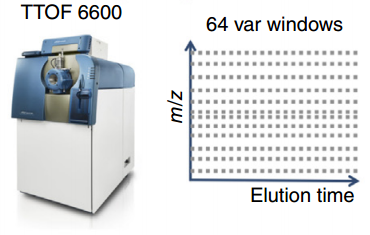 TTOF 6600
64 var windows
m/z
Elution time